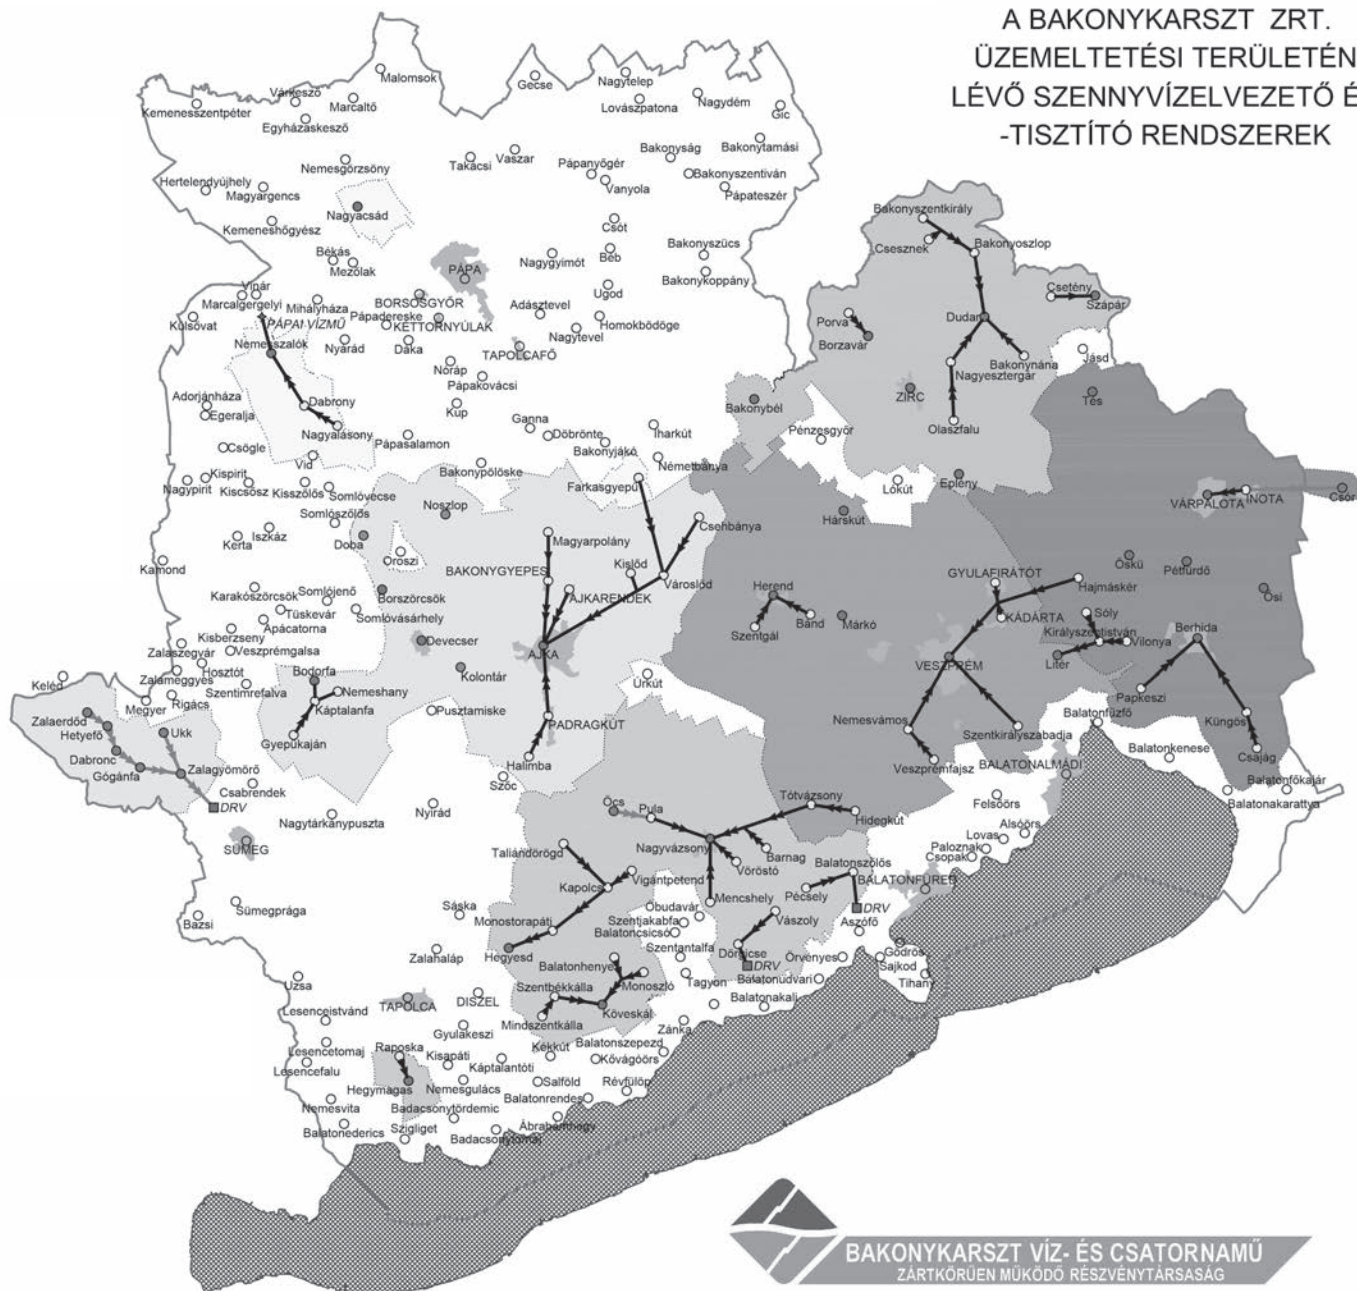 A BAKONYKARSZT ZRT.
ÜZEMELTETÉSI TERÜLETÉN
LÉVŐ SZENNYVÍZELVEZETŐ É
-TISZTÍTÓ RENDSZEREK
Malomsok
Gecse
Nagytelep
Várkesző
Marcaltő
Lovászpatona
Nagydém
Kemenesszentpéter
Egyházaskesző
Gic
Bakonytamási
Nemesgörzsöny
Takácsi
Vaszar
Bakonyság
Pápanyőgér
Bakonyszentiván
Hertelendyújhely
Magyargencs
Vanyola
Pápateszér
Nagyacsád
Kemeneshőgyész
Csót
Bakonyszentkirály
Békás
Mezőlak
Nagygyimót
Béb
Bakonyszücs
Csesznek
Bakonyoszlop
PÁPA
Bakonykoppány
Vinár
Marcalgergelyi
Mihályháza
BORSOSGYŐR
Ugod
Csetény
Szápár
Pápadereske
Adásztevel
Külsővat
PÁPAI VÍZMŰ
KÉTTORNYÚLAK
Homokbödöge
Porva
Dudar
Nemesszalók
Nyárád
Dáka
Nagytevel
Borzavár
TAPOLCAFŐ
Jásd
Noráp
Bakonynána
Pápakovácsi
Nagyesztergár
Adorjánháza
Egeralja
Dabrony
Kup
ZIRC
Tés
Bakonybél
Nagyalásony
Ganna
Döbrönte
Iharkút
Pénzesgyőr
Olaszfalu
Csögle
Pápasalamon
Bakonyjákó
Németbánya
Vid
Bakonypölöske
Kispirit
Nagypirit
Kiscsősz
Kisszőlős
Somlóvecse
Farkasgyepű
Lókút
Eplény
Noszlop
VÁRPALOTA
INOTA
Csór
Somlószőlős
Csehbánya
Hárskút
Iszkáz
Kerta
Doba
Oroszi
Magyarpolány
Kamond
BAKONYGYEPES
Kislőd
Városlőd
GYULAFIRÁTÓT
Öskü
Pétfürdő
Karakószörcsök
Somlójenő
Borszörcsök
AJKARENDEK
Herend
Hajmáskér
Ősi
Tüskevár
Somlóvásárhely
Apácatorna
Szentgál
Bánd
Márkó
KÁDÁRTA
Sóly
Kisberzseny
Devecser
Királyszentistván
Vilonya
Berhida
Zalaszegvár
Veszprémgalsa
AJKA
Litér
VESZPRÉM
Hosztót
Kolontár
Keléd
Zalameggyes
Bodorfa
Úrkút
Szentimrefalva
Nemeshany
Papkeszi
Megyer
Rigács
Káptalanfa
Pusztamiske
PADRAGKÚT
Zalaerdőd
Ukk
Nemesvámos
Szentkirályszabadja
Balatonfűzfő
Küngös
Hetyefő
Gyepükaján
Dabronc
Halimba
Veszprémfajsz
BALATONALMÁDI
Balatonkenese
Csajág
Gógánfa
Zalagyömörő
Szőc
Balatonfőkajár
Csabrendek
DRV
Nyirád
Öcs
Pula
Tótvázsony
Felsőörs
Balatonakarattya
Nagytárkánypuszta
Hidegkút
Alsóörs
SÜMEG
Taliándörögd
Nagyvázsony
Barnag
Lovas
Paloznak
Csopak
Vöröstó
Balatonszőlős
Kapolcs
Vigántpetend
BALATONFÜRED
Pécsely
Sümegprága
Mencshely
Bazsi
Sáska
Óbudavár
Monostorapáti
Szentjakabfa
Vászoly
DRV
Balatoncsicsó
Aszófő
Zalahaláp
Hegyesd
Szentantalfa
Dörgicse
Örvényes
Gödrös
Balatonhenye
DRV
Sajkod
Uzsa
Szentbékkálla
Monoszló
Tagyon
Balatonudvari
Tihany
TAPOLCA
DISZEL
Köveskál
Balatonakali
Lesenceistvánd
Mindszentkálla
Gyulakeszi
Zánka
Lesencetomaj
Raposka
Kékkút
Balatonszepezd
Lesencefalu
Kisapáti
Káptalantóti
Kővágóörs
Hegymagas
Nemesgulács
Salföld
Révfülöp
Nemesvita
Badacsonytördemic
Balatonrendes
Balatonederics
Szigliget
Badacsonytomaj
Ábrahámhegy
BAKONYKARSZT VÍZ- ÉS CSATORNAMŰ
ZÁRTKÖRŰEN MŰKÖDŐ RÉSZVÉNYTÁRSASÁG